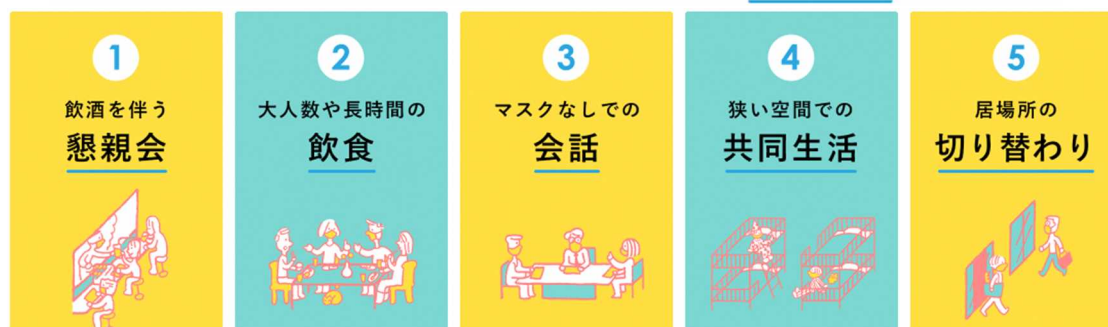 1
飲酒を伴う
懇親会
2
大人数や長時間の
飲食
3
マスクなしでの
会話
4
狭い空間での
共同生活
5
居場所の
切り替わり